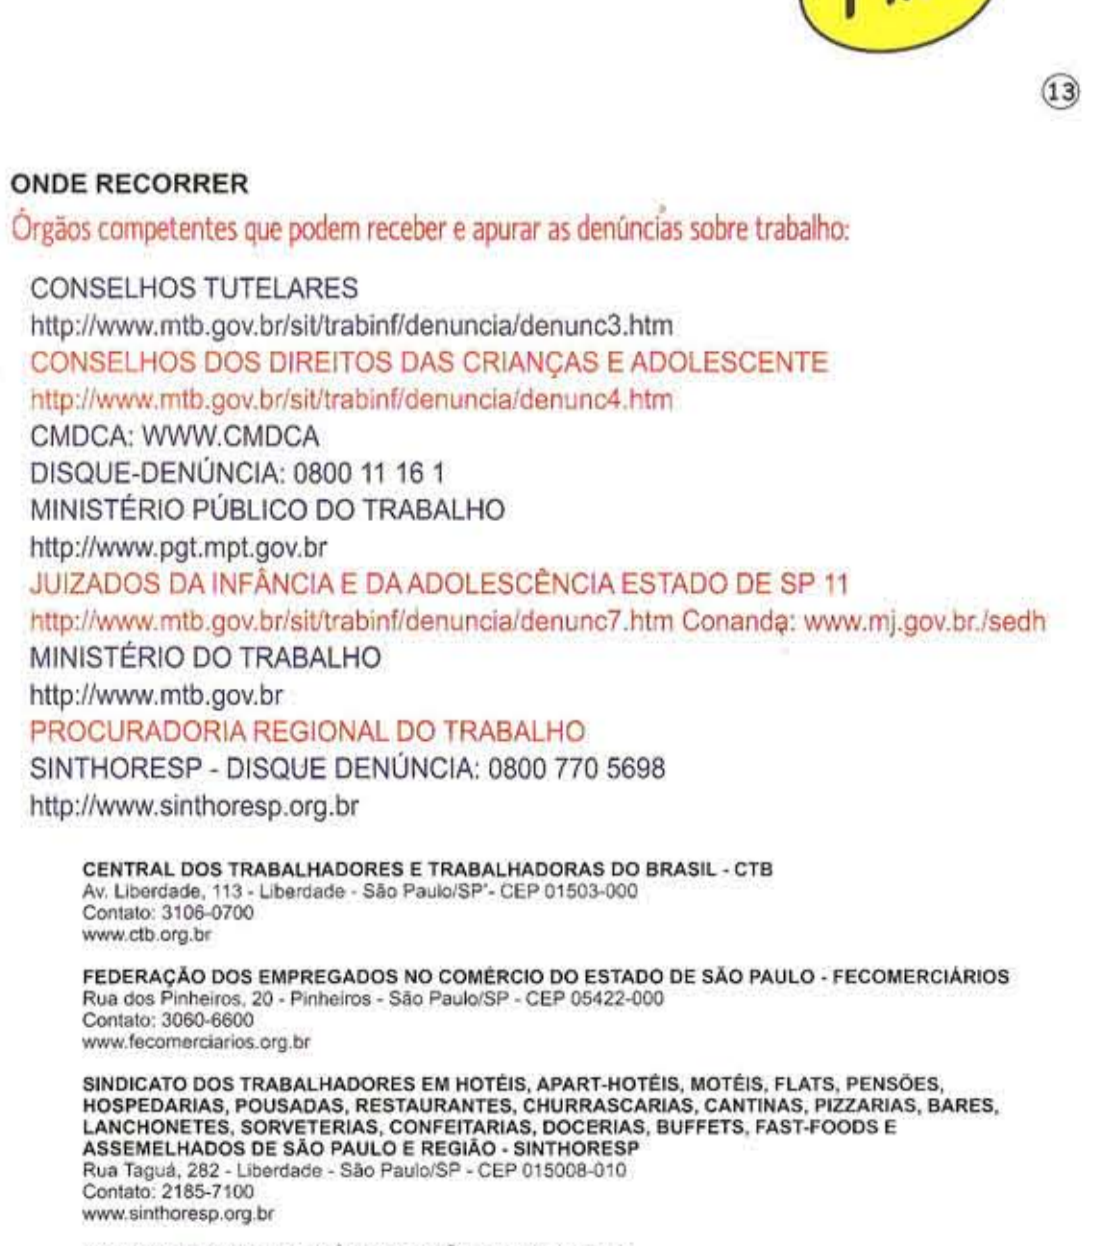 13
ONDE RECORRER
Órgãos competentes que podem receber e apurar as denúncias sobre trabalho:
CONSELHOS TUTELARES
http://www.mtb.gov.br/sit/trabinf/denuncia/denunc3.htm
CONSELHOS DOS DIREITOS DAS CRIANÇAS E ADOLESCENTE
http://www.mtb.gov.br/sit/trabinf/denuncia/denunc4.htm
CMDCA: WWW.CMDCA
DISQUE-DENÚNCIA: 0800 11 16 1
MINISTÉRIO PÚBLICO DO TRABALHO
http://www.pgt.mpt.gov.br
JUIZADOS DA INFÂNCIA E DA ADOLESCÊNCIA ESTADO DE SP 11
http://www.mtb.gov.br/sit/trabinf/denuncia/denunc7.htm Conanda: www.mj.gov.br./sedh
MINISTÉRIO DO TRABALHO
http://www.mtb.gov.br
PROCURADORIA REGIONAL DO TRABALHO
SINTHORESP - DISQUE DENÚNCIA: 0800 770 5698
http://www.sinthoresp.org.br
CENTRAL DOS TRABALHADORES E TRABALHADORAS DO BRASIL - CTB
Av. Liberdade, 113 - Liberdade - São Paulo/SP - CEP 01503-000
Contato: 3106-0700
www.ctb.org.br
FEDERAÇÃO DOS EMPREGADOS NO COMÉRCIO DO ESTADO DE SÃO PAULO - FECOMERCIÁRIOS
Rua dos Pinheiros, 20 - Pinheiros - São Paulo/SP - CEP 05422-000
Contato: 3060-6600
www.fecomerciarios.org.br
SINDICATO DOS TRABALHADORES EM HOTÉIS, APART-HOTÉIS, MOTÉIS, FLATS, PENSÕES,
HOSPEDARIAS, POUSADAS, RESTAURANTES, CHURRASCARIAS, CANTINAS, PIZZARIAS, BARES,
LANCHONETES, SORVETERIAS, CONFEITARIAS, DOCERIAS, BUFFETS, FAST-FOODS E
ASSEMELHADOS DE SÃO PAULO E REGIÃO - SINTHORESP
Rua Taguá, 282 - Liberdade - São Paulo/SP - CEP 015008-010
Contato: 2185-7100
www.sinthoresp.org.br